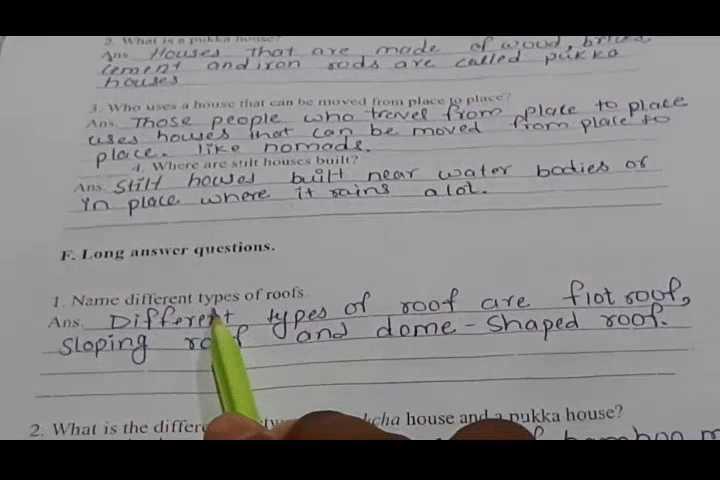 2. What is a pukka house?
Ans. Houses that are made of wood, bricks
cement and iron rods are called pukka
houses
3. Who uses a house that can be moved from place to place?
Ans. Those people who travel from place to place
uses houses that can be moved from place to
place. like nomads.
4. Where are stilt houses built?
Ans. Stilt houses built near water bodies or
in place where it rains a lot.
F. Long answer questions.
1. Name different types of roofs.
Ans. Different types of roof are flot roof,
Sloping roof and dome-shaped roof.
2. What is the house and a pukka house?
of bamboo